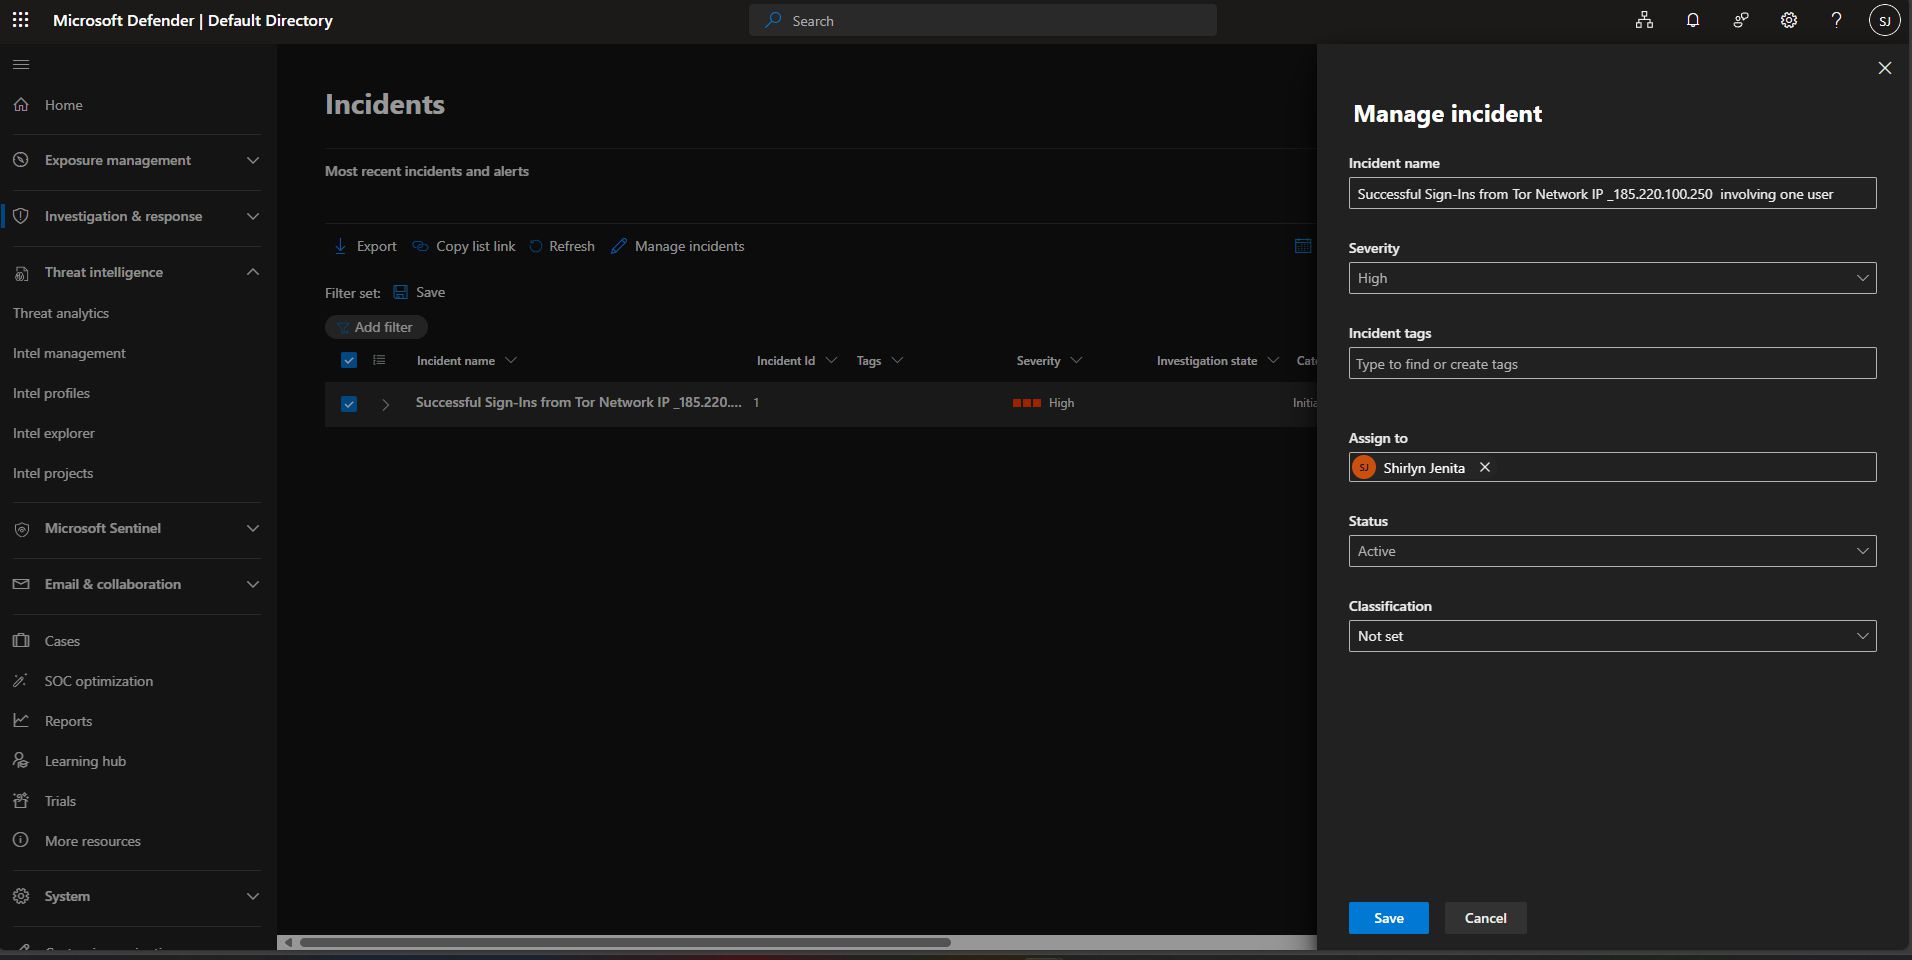 Microsoft Defender | Default Directory
Search
SJ
Home
Exposure management
Investigation & response
Threat intelligence
Threat analytics
Intel management
Intel profiles
Intel explorer
Intel projects
Microsoft Sentinel
Email & collaboration
Cases
SOC optimization
Reports
Learning hub
Trials
More resources
System
Incidents
Most recent incidents and alerts
Export Copy list link Refresh Manage incidents
Filter set: Save
Add filter
Incident name Incident Id Tags Severity Investigation state Cate
Successful Sign-Ins from Tor Network IP _185.220.... 1 High Initia
Manage incident
Incident name
Successful Sign-Ins from Tor Network IP _185.220.100.250  involving one user
Severity
High
Incident tags
Type to find or create tags
Assign to
SJ Shirlyn Jenita
Status
Active
Classification
Not set
Save Cancel